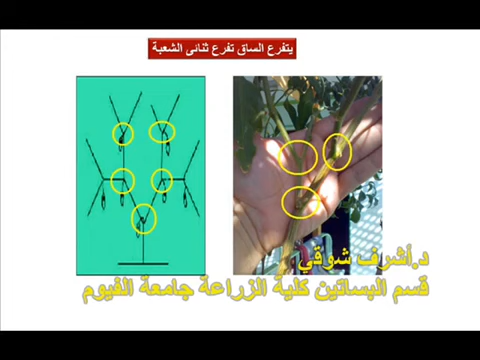 يتفرع الساق تفرع ثنائى الشعبة
د.أشرف شوقي
قسم البساتين كلية الزراعة جامعة الفيوم